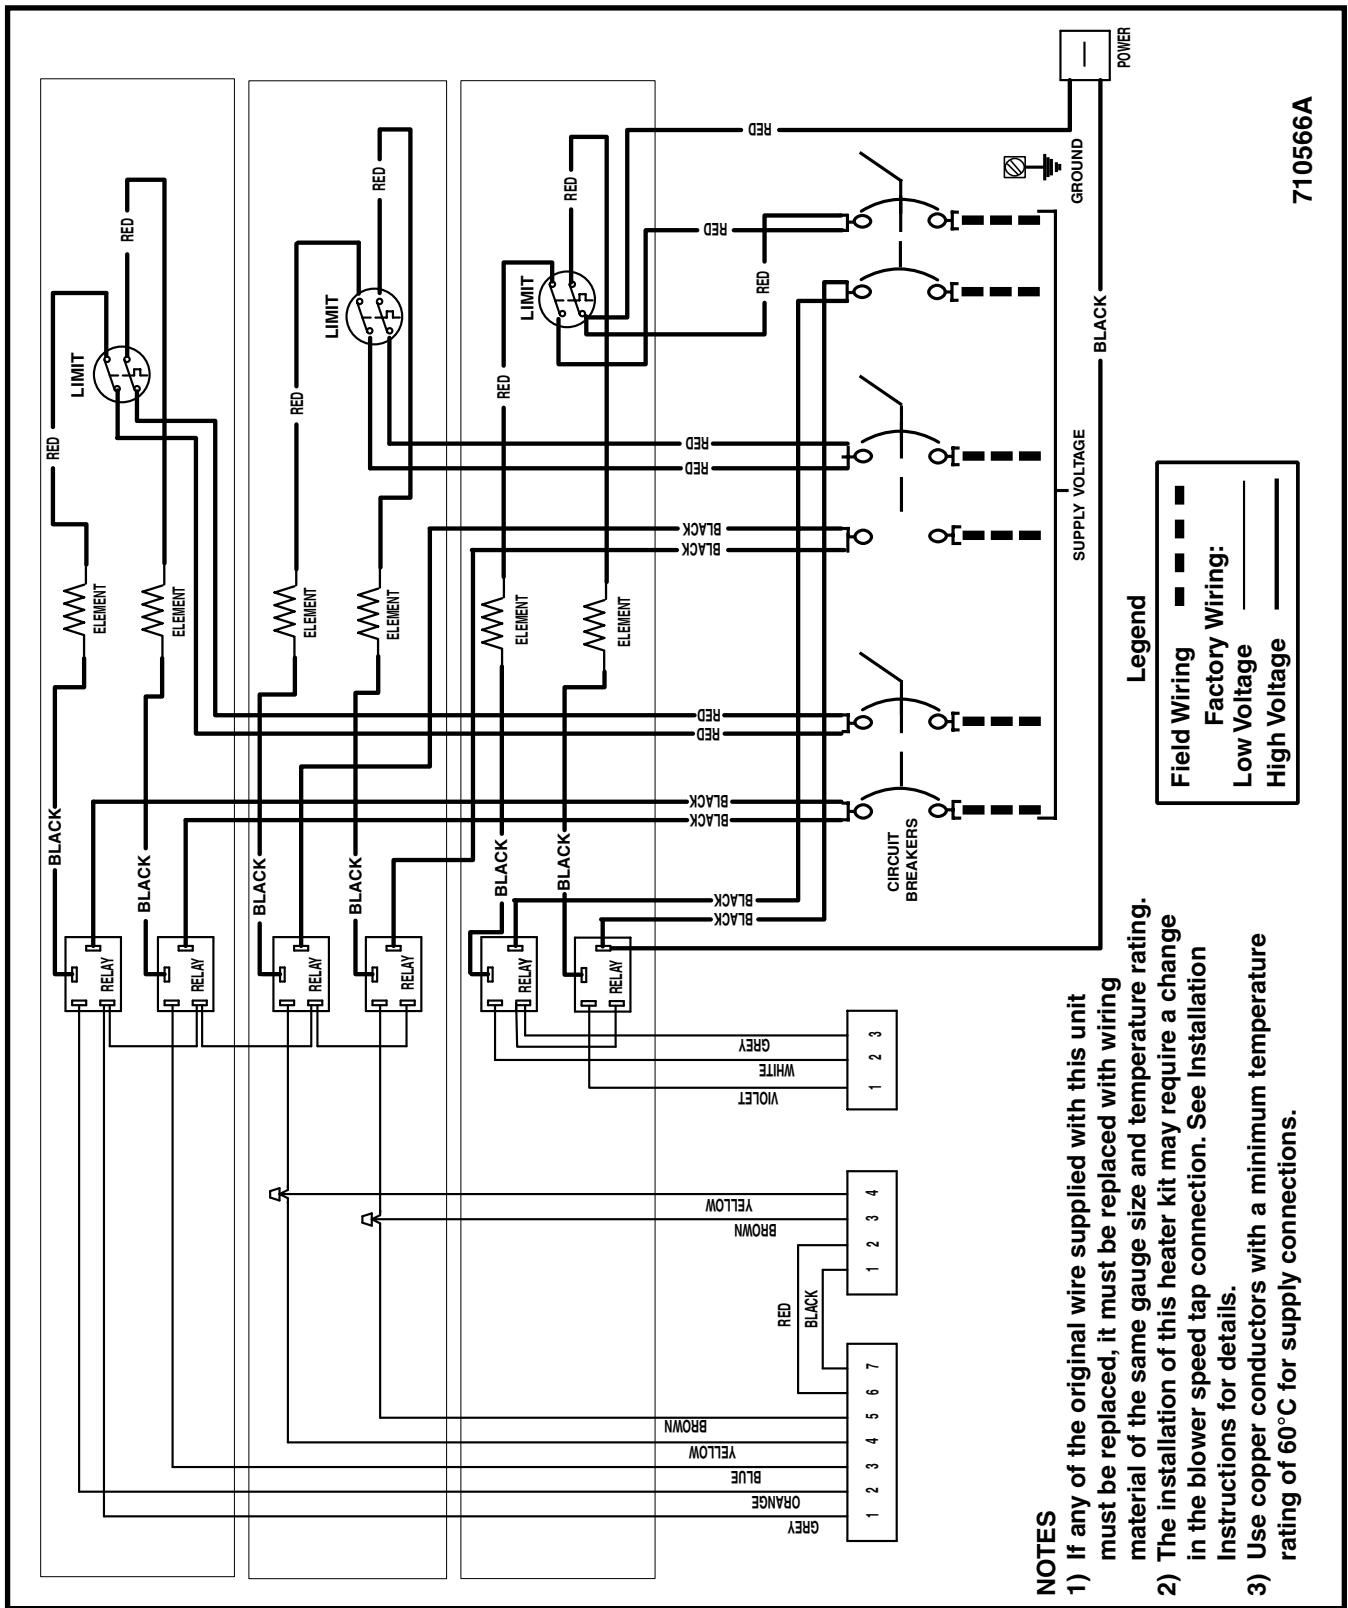 BLACK
BLACK
BLACK
BLACK
BLACK
BLACK
RELAY
RELAY
RELAY
RELAY
RELAY
RELAY
ELEMENT
ELEMENT
ELEMENT
ELEMENT
ELEMENT
ELEMENT
RED
LIMIT
RED
RED
LIMIT
RED
RED
LIMIT
RED
GREY
ORANGE
BLUE
YELLOW
BROWN
RED
BLACK
BROWN
YELLOW
VIOLET
WHITE
GREY
1 2 3 4 5 6 7
1 2 3 4
1 2 3
BLACK
BLACK
BLACK
BLACK
RED
RED
BLACK
BLACK
RED
RED
RED
RED
RED
CIRCUIT
BREAKERS
SUPPLY VOLTAGE
GROUND
POWER
BLACK
Legend
Field Wiring
Factory Wiring:
Low Voltage
High Voltage
NOTES
1) If any of the original wire supplied with this unit
must be replaced, it must be replaced with wiring
material of the same gauge size and temperature rating.
2) The installation of this heater kit may require a change
in the blower speed tap connection. See Installation
Instructions for details.
3) Use copper conductors with a minimum temperature
rating of 60°C for supply connections.
710566A